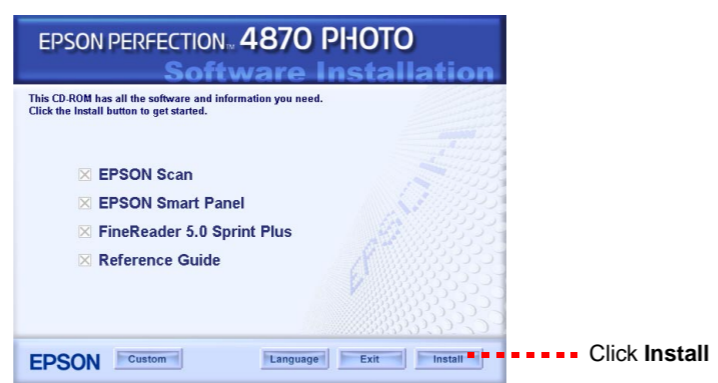 EPSON PERFECTION™ 4870 PHOTO
Software Installation
This CD-ROM has all the software and information you need.
Click the Install button to get started.
EPSON Scan
EPSON Smart Panel
FineReader 5.0 Sprint Plus
Reference Guide
EPSON
EPSON Custom Language Exit Install Click Install